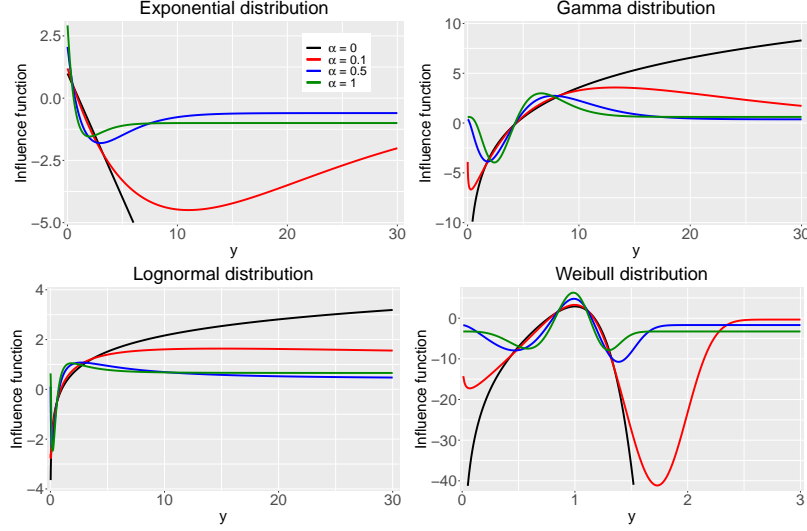 Exponential distribution
2.5
0.0
−2.5
−5.0
Influence function
0
10
20
30
y
α = 0
α = 0.1
α = 0.5
α = 1
Gamma distribution
10
5
0
−5
−10
Influence function
0
10
20
30
y
Lognormal distribution
4
2
0
−2
−4
Influence function
0
10
20
30
y
Weibull distribution
0
−10
−20
−30
−40
Influence function
0
1
2
3
y